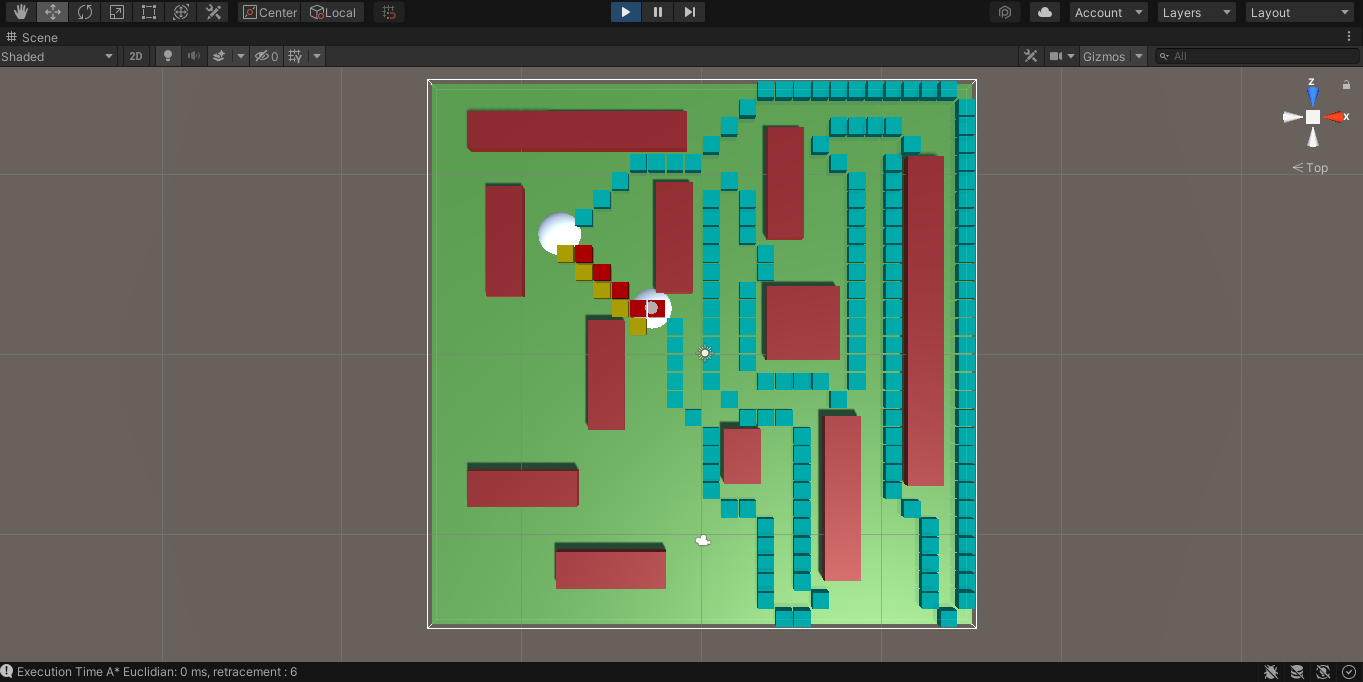 Center Local Account Layers Layout
Scene
Shaded 2D 0 Gizmos All
z
x
< Top
Execution Time A* Euclidian: 0 ms, retracement : 6